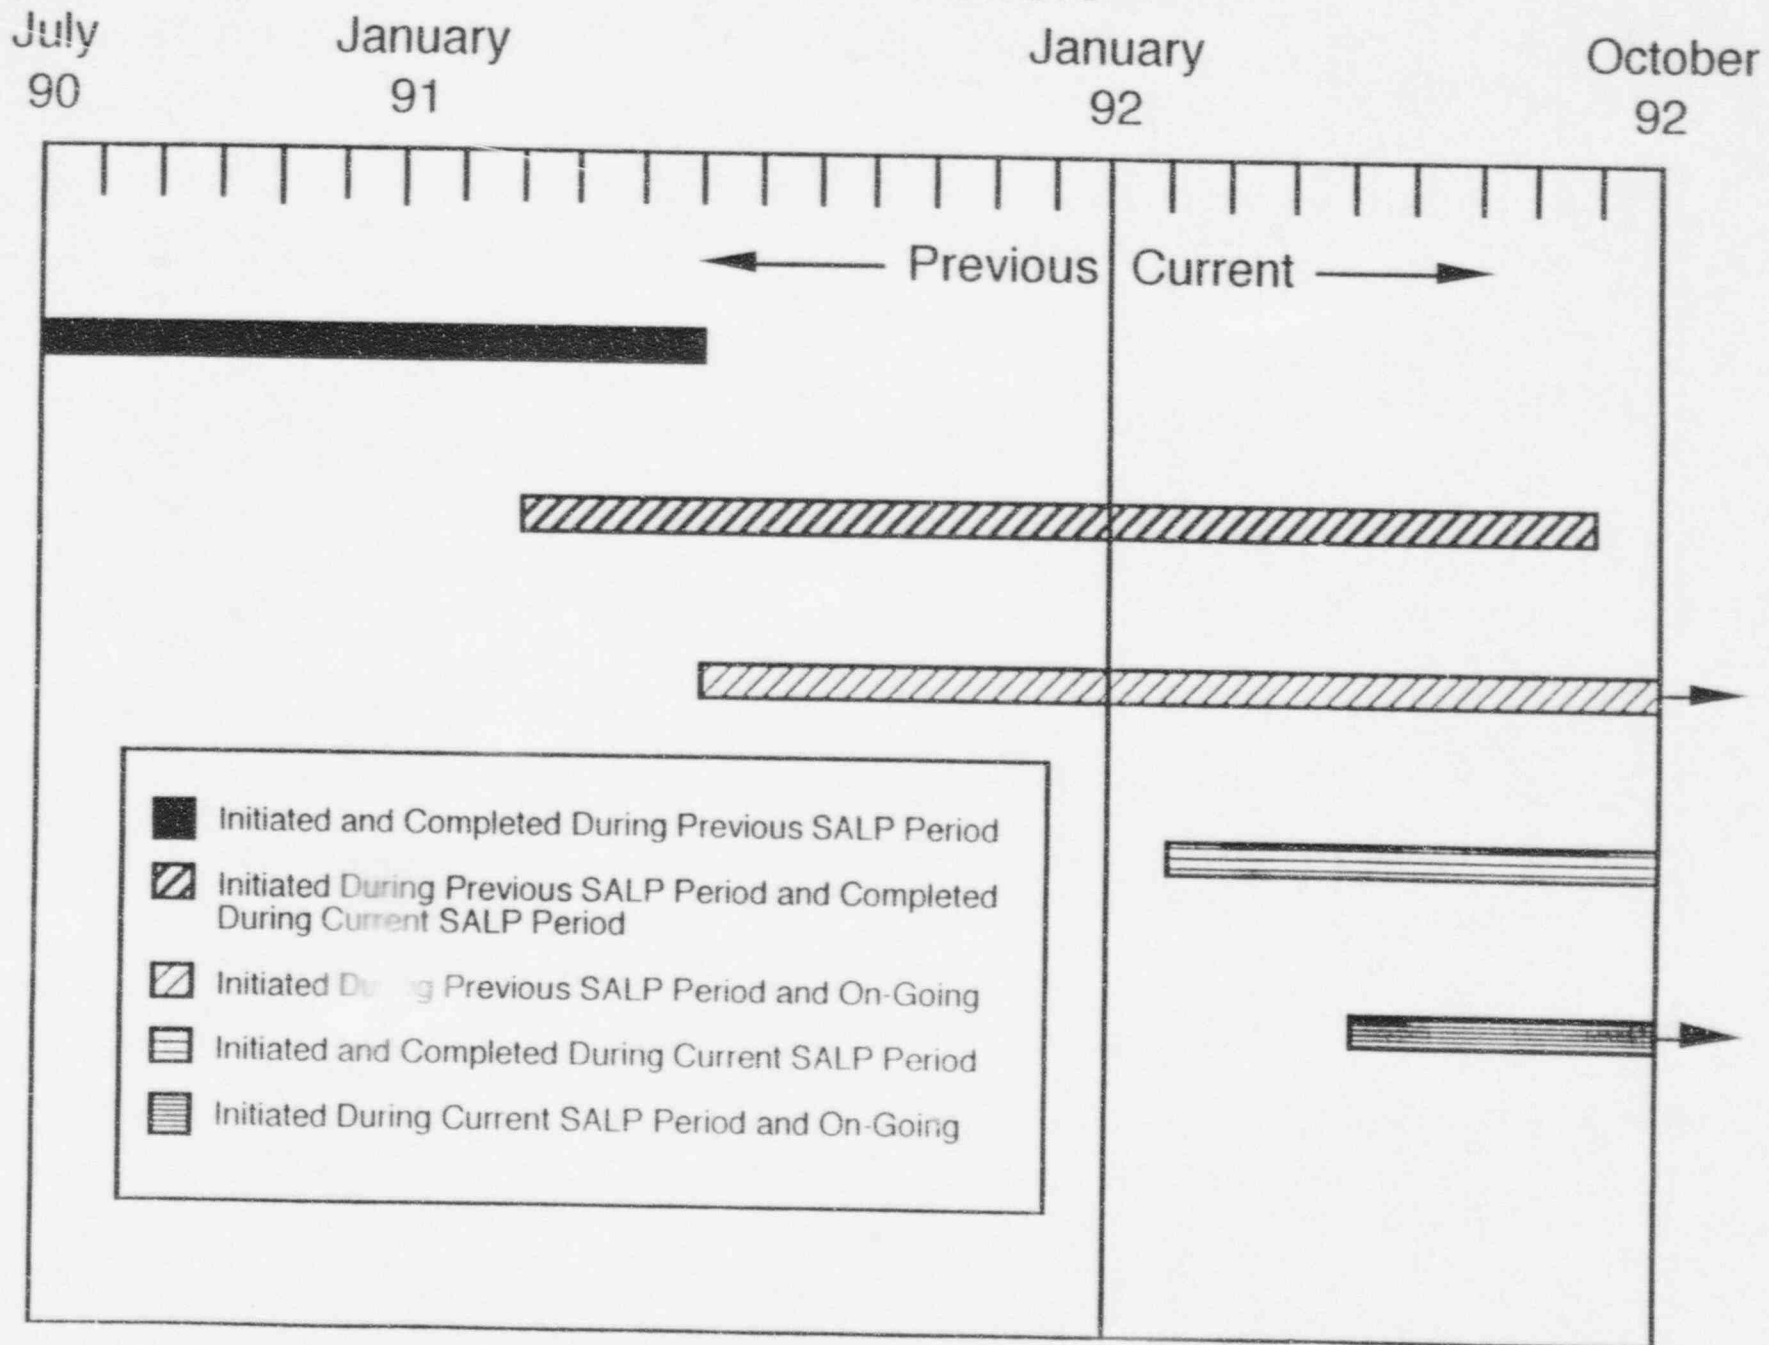 July
90
January
91
January
92
October
92
Previous
Current
Initiated and Completed During Previous SALP Period
Initiated During Previous SALP Period and Completed
During Current SALP Period
Initiated Previous SALP Period and On-Going
Initiated and Completed During Current SALP Period
Initiated During Current SALP Period and On-Going